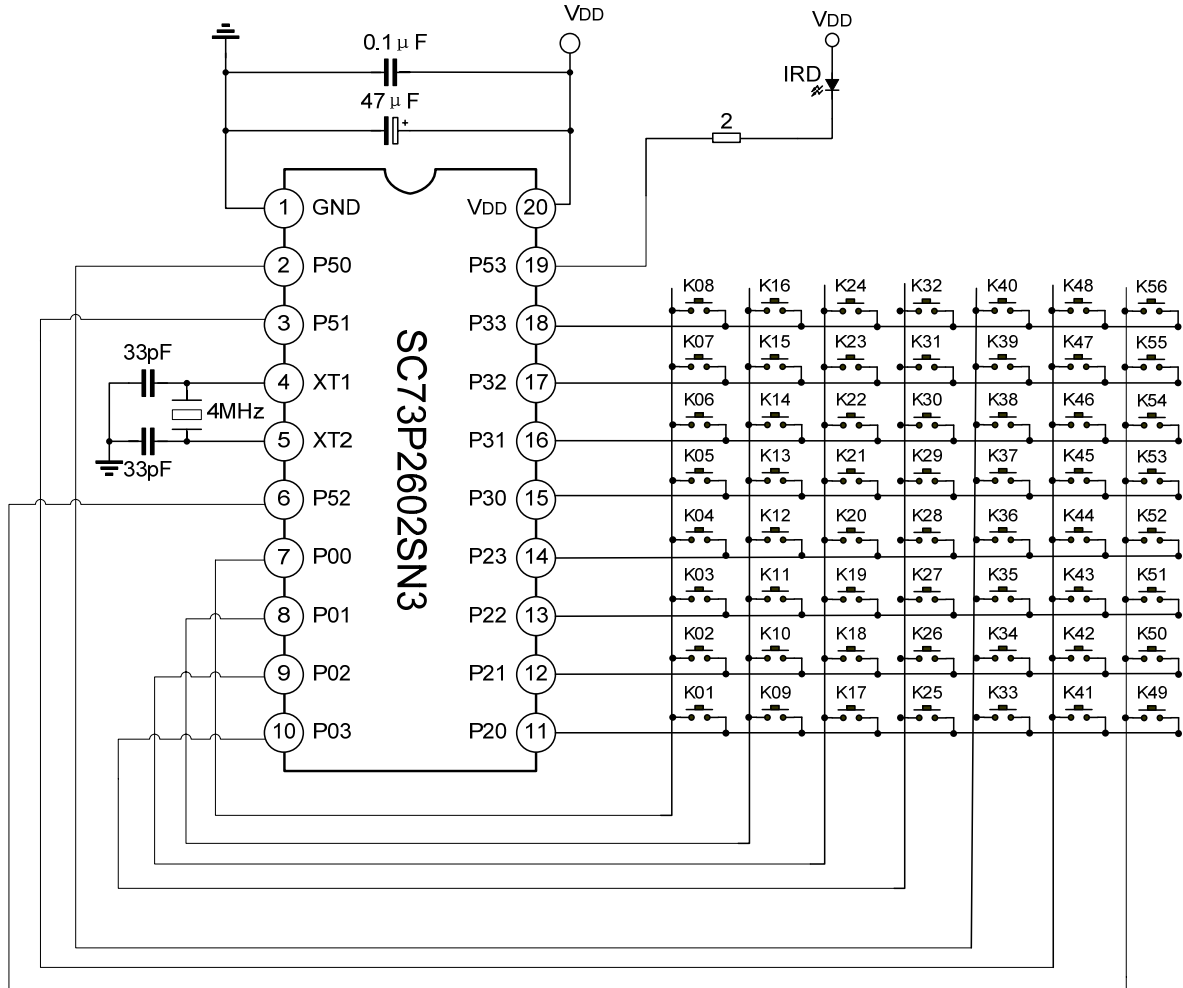 VDD
VDD
0.1μF
IRD
47μF
+
2
1 GND VDD 20
2 P50 P53 19
K08 K16 K24 K32 K40 K48 K56
3 P51 P33 18
K07 K15 K23 K31 K39 K47 K55
33pF
4 XT1 P32 17
4MHz
K06 K14 K22 K30 K38 K46 K54
5 XT2 P31 16
33pF
K05 K13 K21 K29 K37 K45 K53
6 P52 P30 15
K04 K12 K20 K28 K36 K44 K52
7 P00 P23 14
K03 K11 K19 K27 K35 K43 K51
8 P01 P22 13
K02 K10 K18 K26 K34 K42 K50
9 P02 P21 12
K01 K09 K17 K25 K33 K41 K49
10 P03 P20 11
SC73P2602SN3